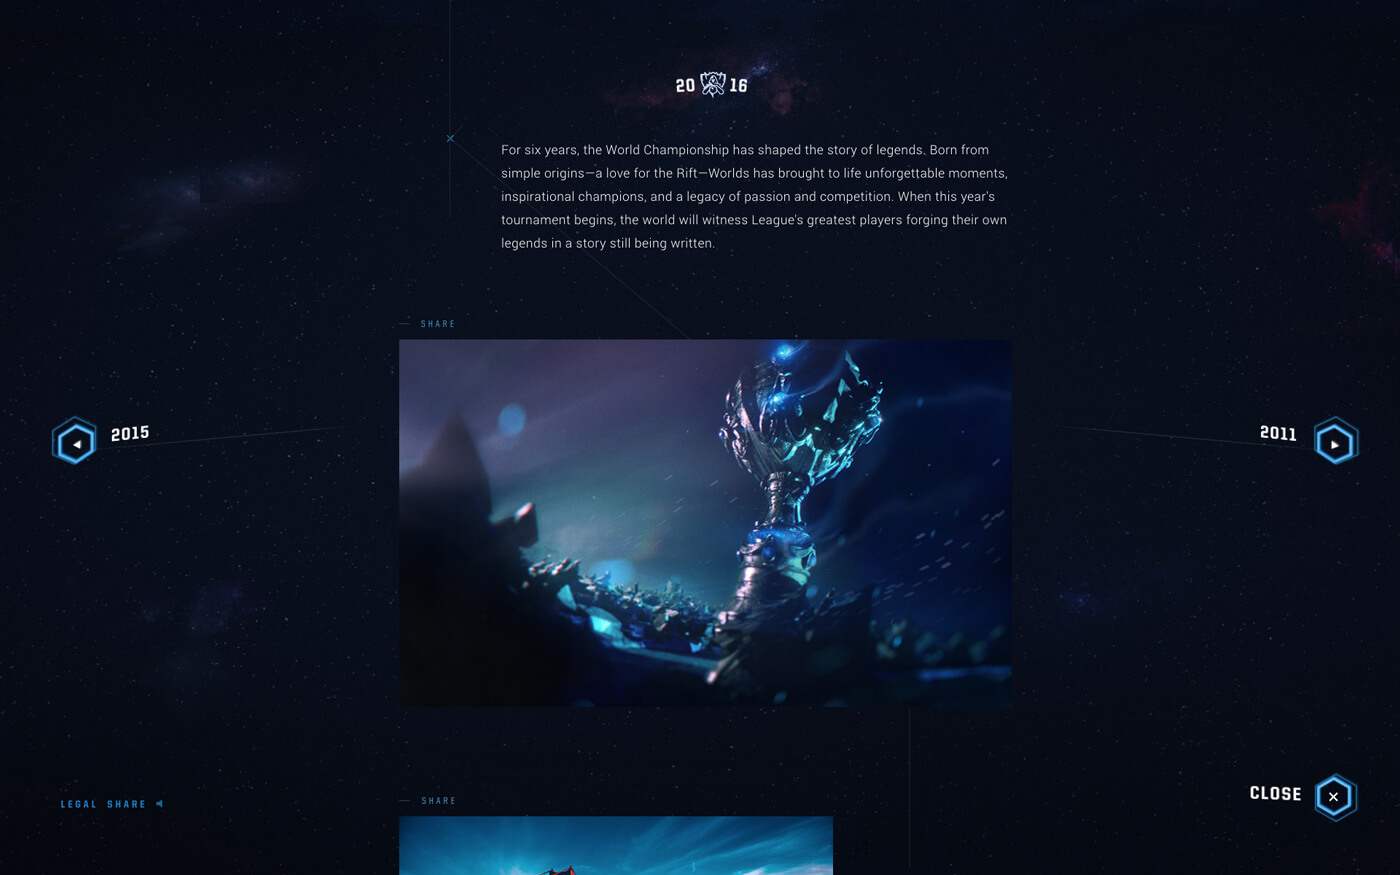 20 16
For six years, the World Championship has shaped the story of legends. Born from
simple origins—a love for the Rift—Worlds has brought to life unforgettable moments,
inspirational champions, and a legacy of passion and competition. When this year's
tournament begins, the world will witness League's greatest players forging their own
legends in a story still being written.
SHARE
2015
2011
CLOSE
LEGAL SHARE
SHARE